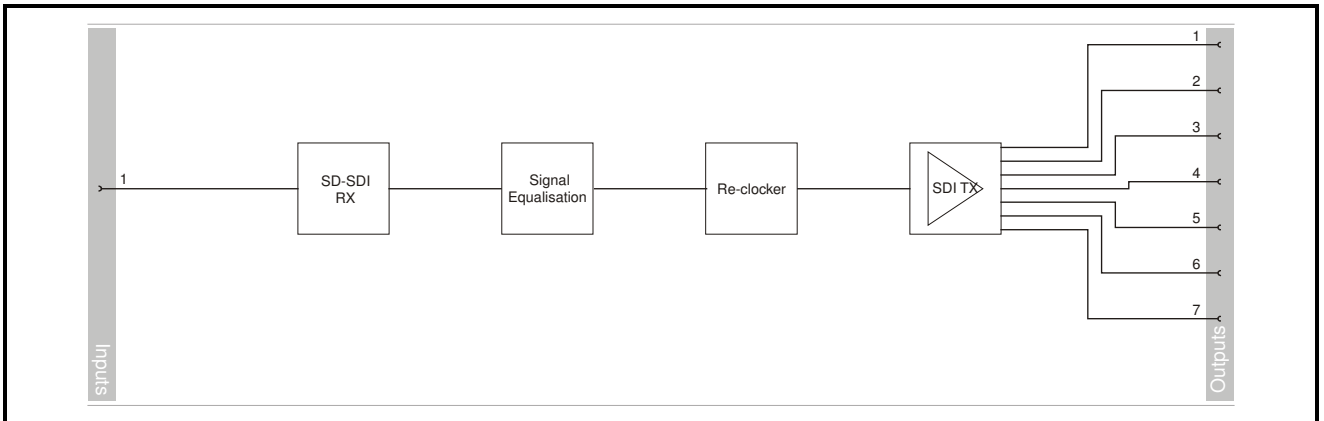 Inputs
1
SD-SDI
RX
Signal
Equalisation
Re-clocker
SDI TX
1
2
3
4
5
6
7
Outputs